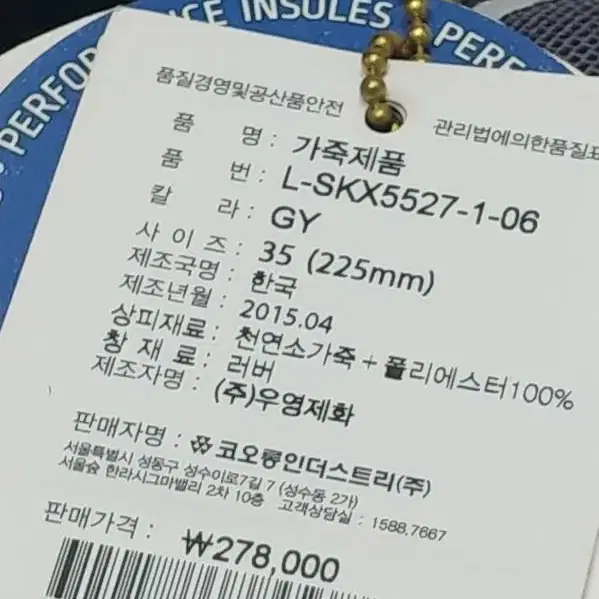 PERFO
CE INSULES
PERF
품질경영및공산품안전
관리법에의한품질표
품 명 : 가죽제품
품 번 : L-SKX5527-1-06
칼 라 : GY
사 이 즈 : 35 (225mm)
제조국명 : 한국
제조년월 : 2015.04
상피재료 : 천연소가죽 + 폴리에스터100%
창 재 료 : 러버
제조자명 : (주)우영제화
판매자명 : 코오롱인더스트리(주)
서울특별시 성동구 성수이로7길 7 (성수동 2가)
서울숲 한라시그마밸리 2차 10층 고객상담실 : 1588.7667
판매가격 : ₩278,000